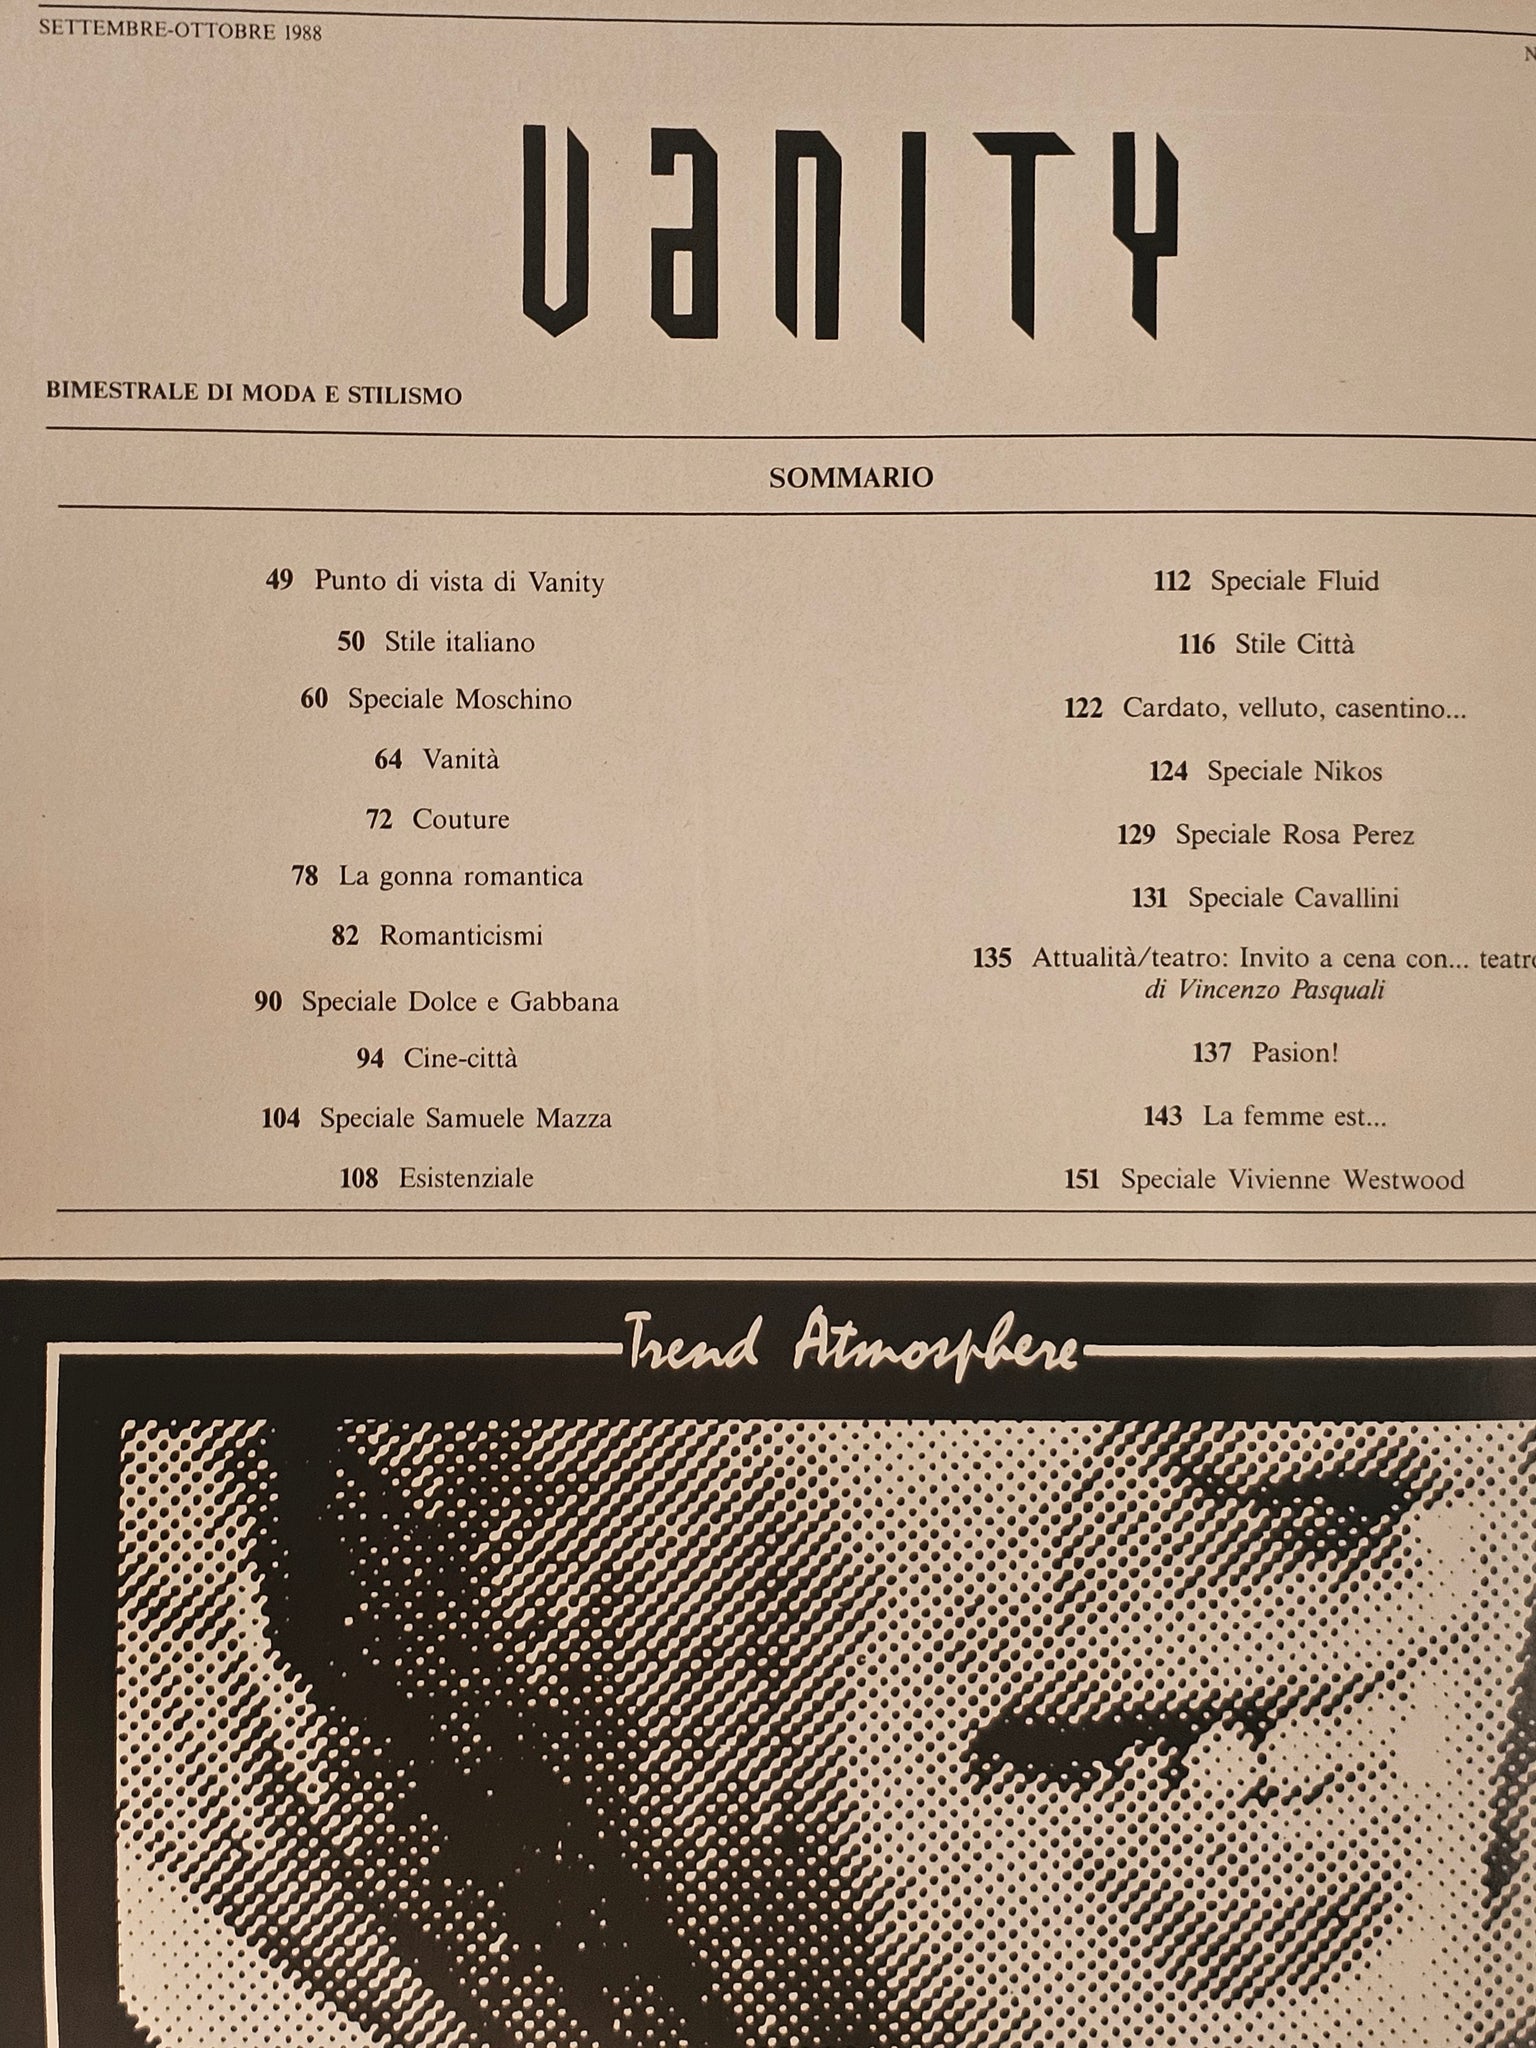 SETTEMBRE-OTTOBRE 1988
VANITY
BIMESTRALE DI MODA E STILISMO
SOMMARIO
49 Punto di vista di Vanity
50 Stile italiano
60 Speciale Moschino
64 Vanità
72 Couture
78 La gonna romantica
82 Romanticismi
90 Speciale Dolce e Gabbana
94 Cine-città
104 Speciale Samuele Mazza
108 Esistenziale
112 Speciale Fluid
116 Stile Città
122 Cardato, velluto, casentino...
124 Speciale Nikos
129 Speciale Rosa Perez
131 Speciale Cavallini
135 Attualità/teatro: Invito a cena con...
di Vincenzo Pasquali
137 Pasion!
143 La femme est...
151 Speciale Vivienne Westwood
Trend Atmosphere